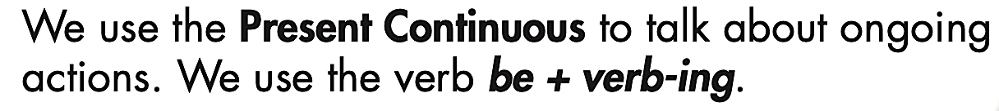 We use the Present Continuous to talk about ongoing
actions. We use the verb be + verb-ing.